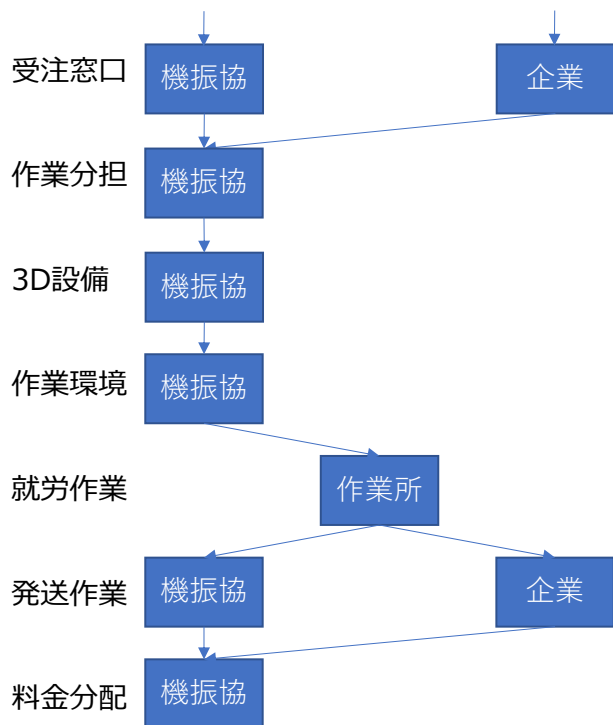 受注窓口 機振協 企業
作業分担 機振協
3D設備 機振協
作業環境 機振協
就労作業 作業所
発送作業 機振協 企業
料金分配 機振協